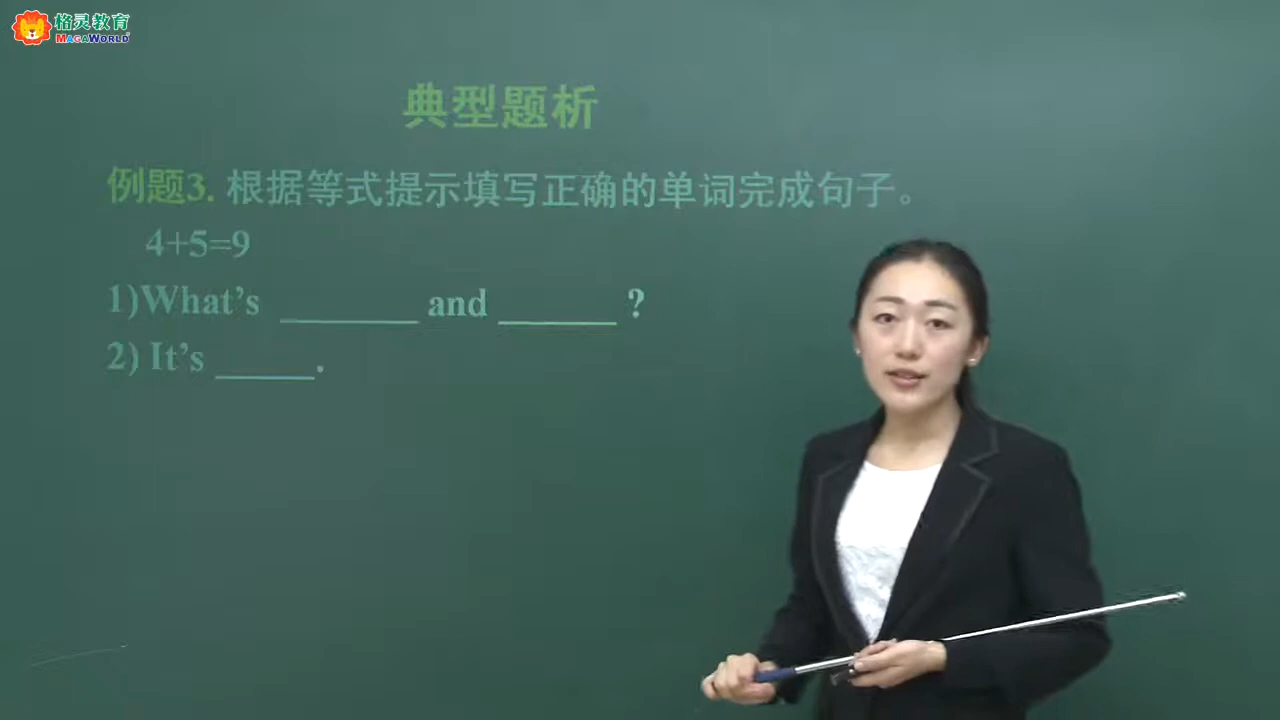 格灵教育
MAGAWORLD
典型题析
例题3. 根据等式提示填写正确的单词完成句子。
4+5=9
1)What's ______ and ______ ?
2) It's ______.